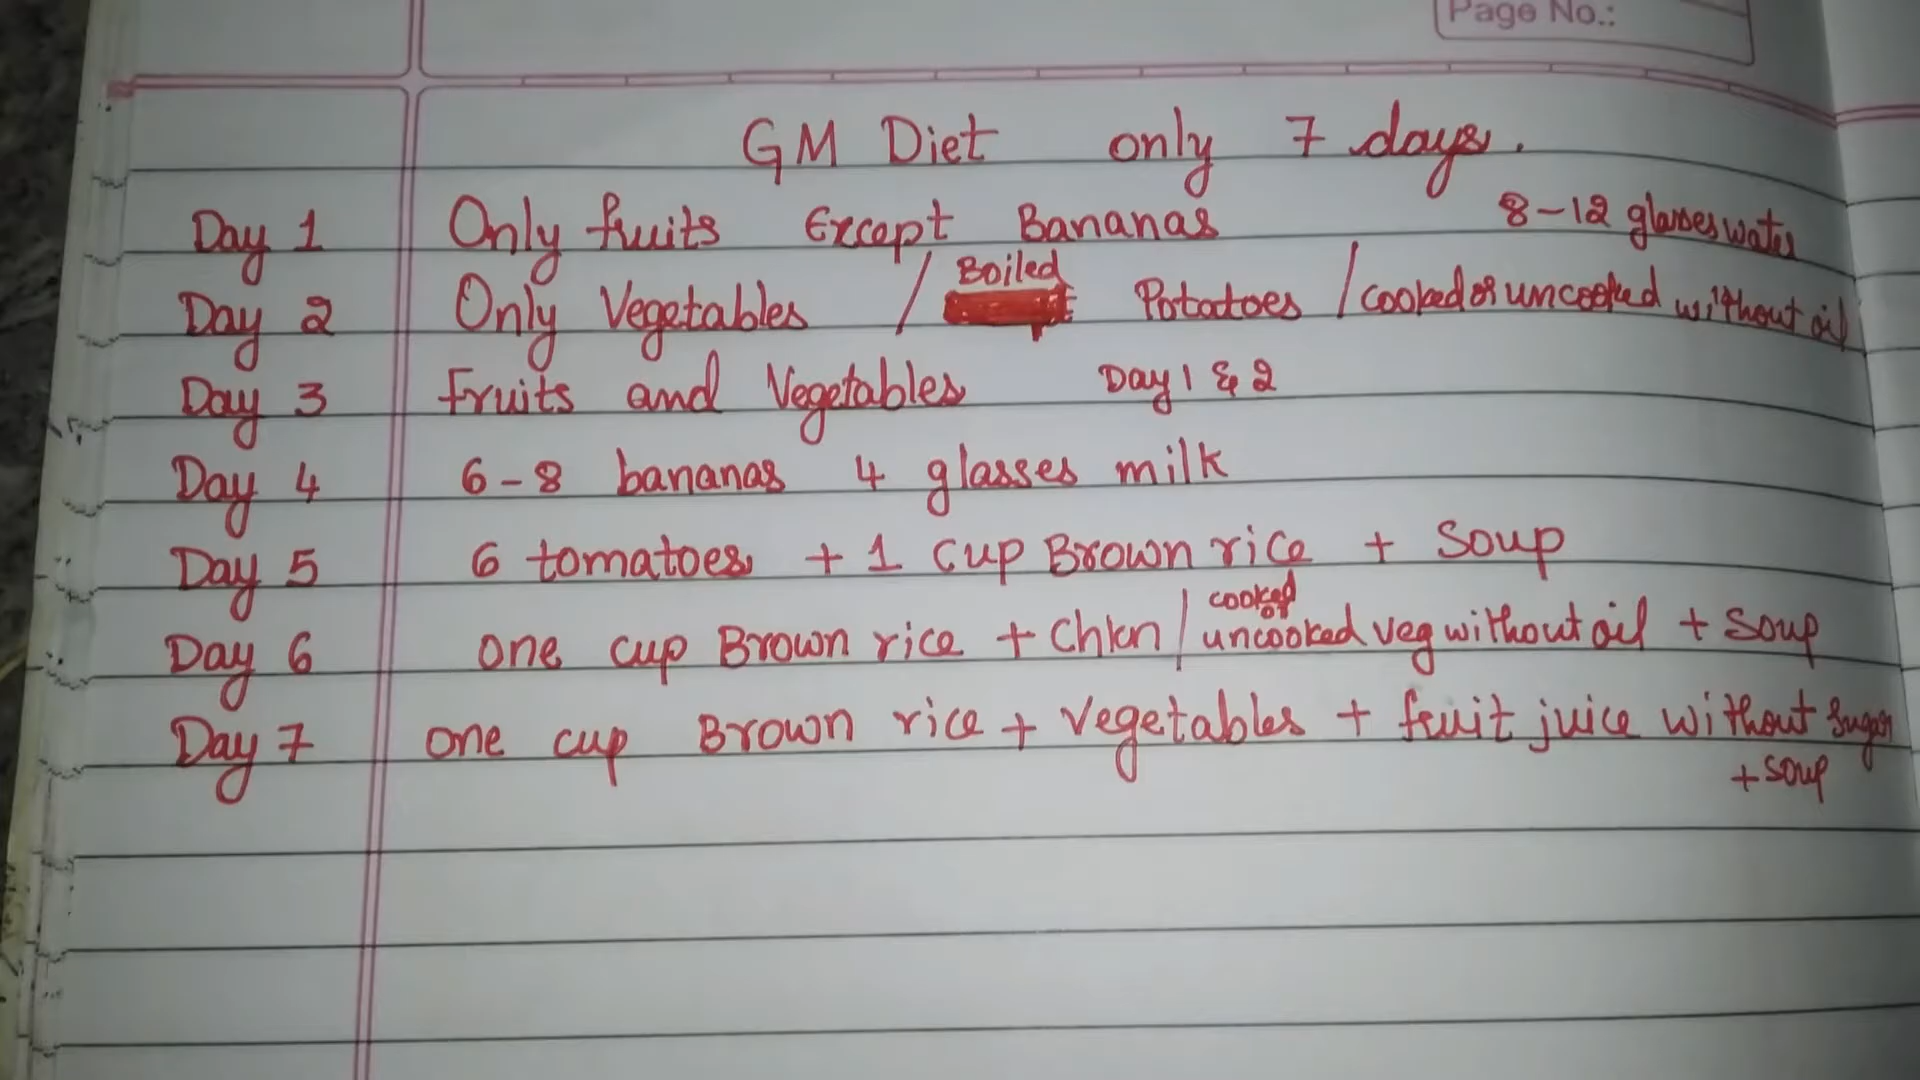 Page No.:
GM Diet only 7 days.
Day 1 Only fruits Except Bananas 8-12 glasses water
Day 2 Only Vegetables / Boiled Potatoes / cooked or uncooked without oil
Day 3 Fruits and Vegetables Day 1 & 2
Day 4 6-8 bananas 4 glasses milk
Day 5 6 tomatoes + 1 cup Brown rice + Soup
Day 6 one cup Brown rice + Chkn / cooked or uncooked veg without oil + Soup
Day 7 one cup Brown rice + Vegetables + fruit juice without sugar
+ soup